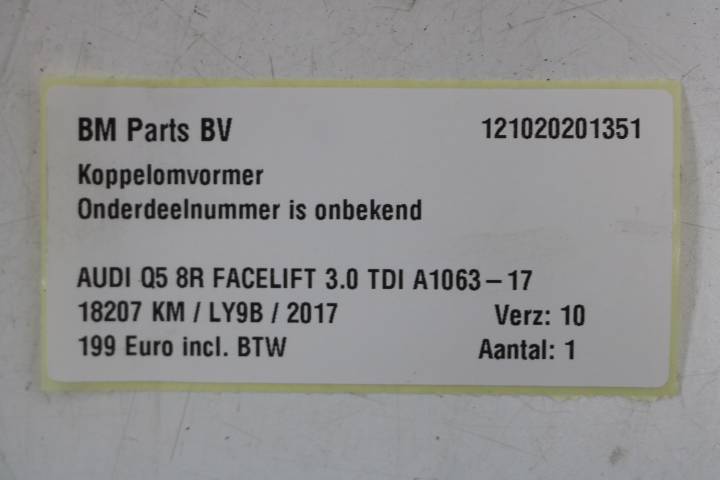 BM Parts BV 121020201351
Koppelomvormer
Onderdeelnummer is onbekend
AUDI Q5 8R FACELIFT 3.0 TDI A1063-17
18207 KM / LY9B / 2017 Verz: 10
199 Euro incl. BTW Aantal: 1